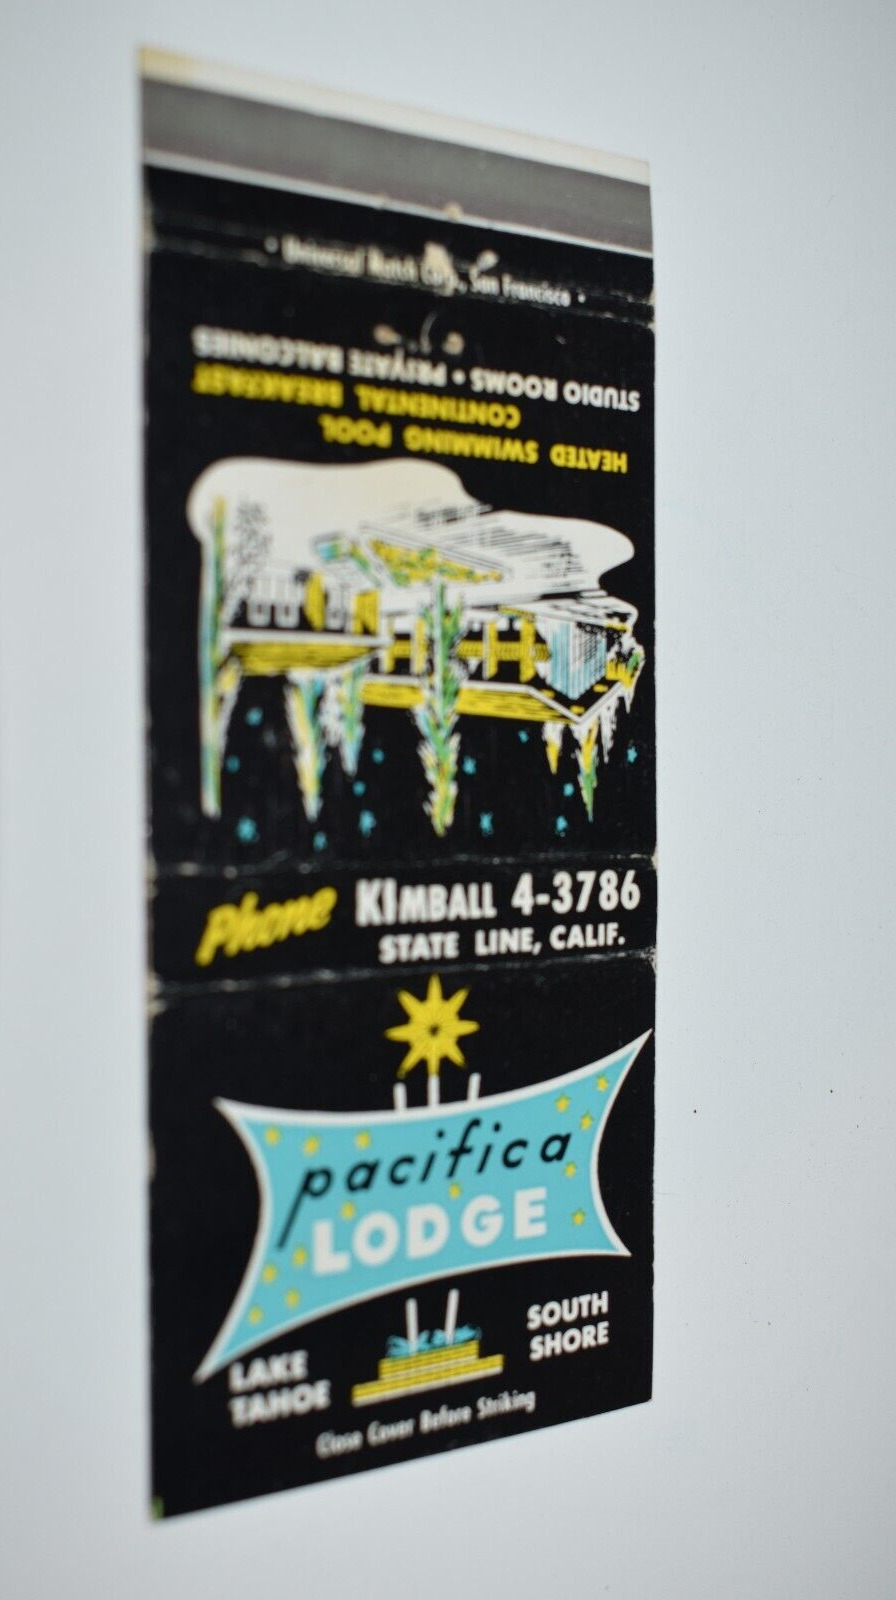 • Universal Match Corp., San Francisco •
STUDIO ROOMS • PRIVATE BALCONIES
CONTINENTAL BREAKFAST
HEATED SWIMMING POOL
Phone KImBALL 4-3786
STATE LINE, CALIF.
pacifica
LODGE
LAKE TAHOE
SOUTH SHORE
Close Cover Before Striking